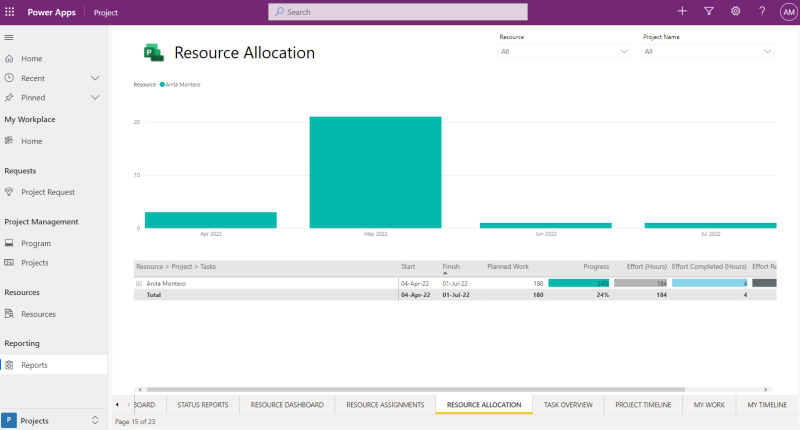 Power Apps
Project
Search
AM
Home
Recent
Pinned
My Workplace
Home
Requests
Project Request
Project Management
Program
Projects
Resources
Resources
Reporting
Reports
P Projects
Resource Allocation
Resource
All
Project Name
All
Resource Anita Montero
20
10
0
Apr 2022
May 2022
Jun 2022
Jul 2022
Resource > Project > Tasks Start Finish Planned Work Progress Effort (Hours) Effort Completed (Hours) Effort Re
Anita Montero 04-Apr-22 01-Jul-22 180 24% 184 4
Total 04-Apr-22 01-Jul-22 180 24% 184 4
BOARD STATUS REPORTS RESOURCE DASHBOARD RESOURCE ASSIGNMENTS RESOURCE ALLOCATION TASK OVERVIEW PROJECT TIMELINE MY WORK MY TIMELINE
Page 15 of 23